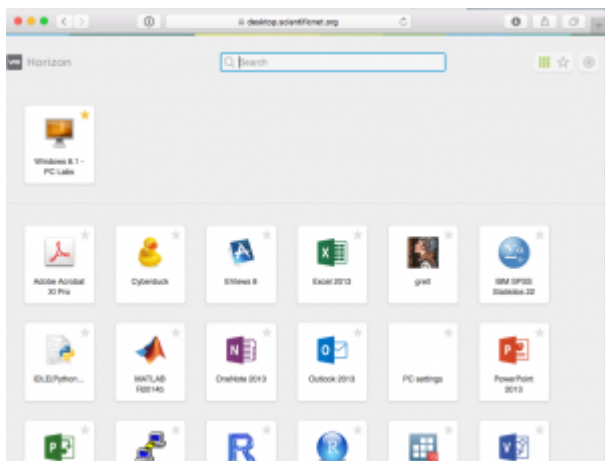 desktop.scientificnet.org
vm Horizon
Search
Windows 8.1 -
PC Labs
Adobe Acrobat
XI Pro
Cyberduck
EViews 8
Excel 2013
gretl
IBM SPSS
Statistics 22
IDLE(Python...
MATLAB
R2014b
OneNote 2013
Outlook 2013
PC settings
PowerPoint
2013